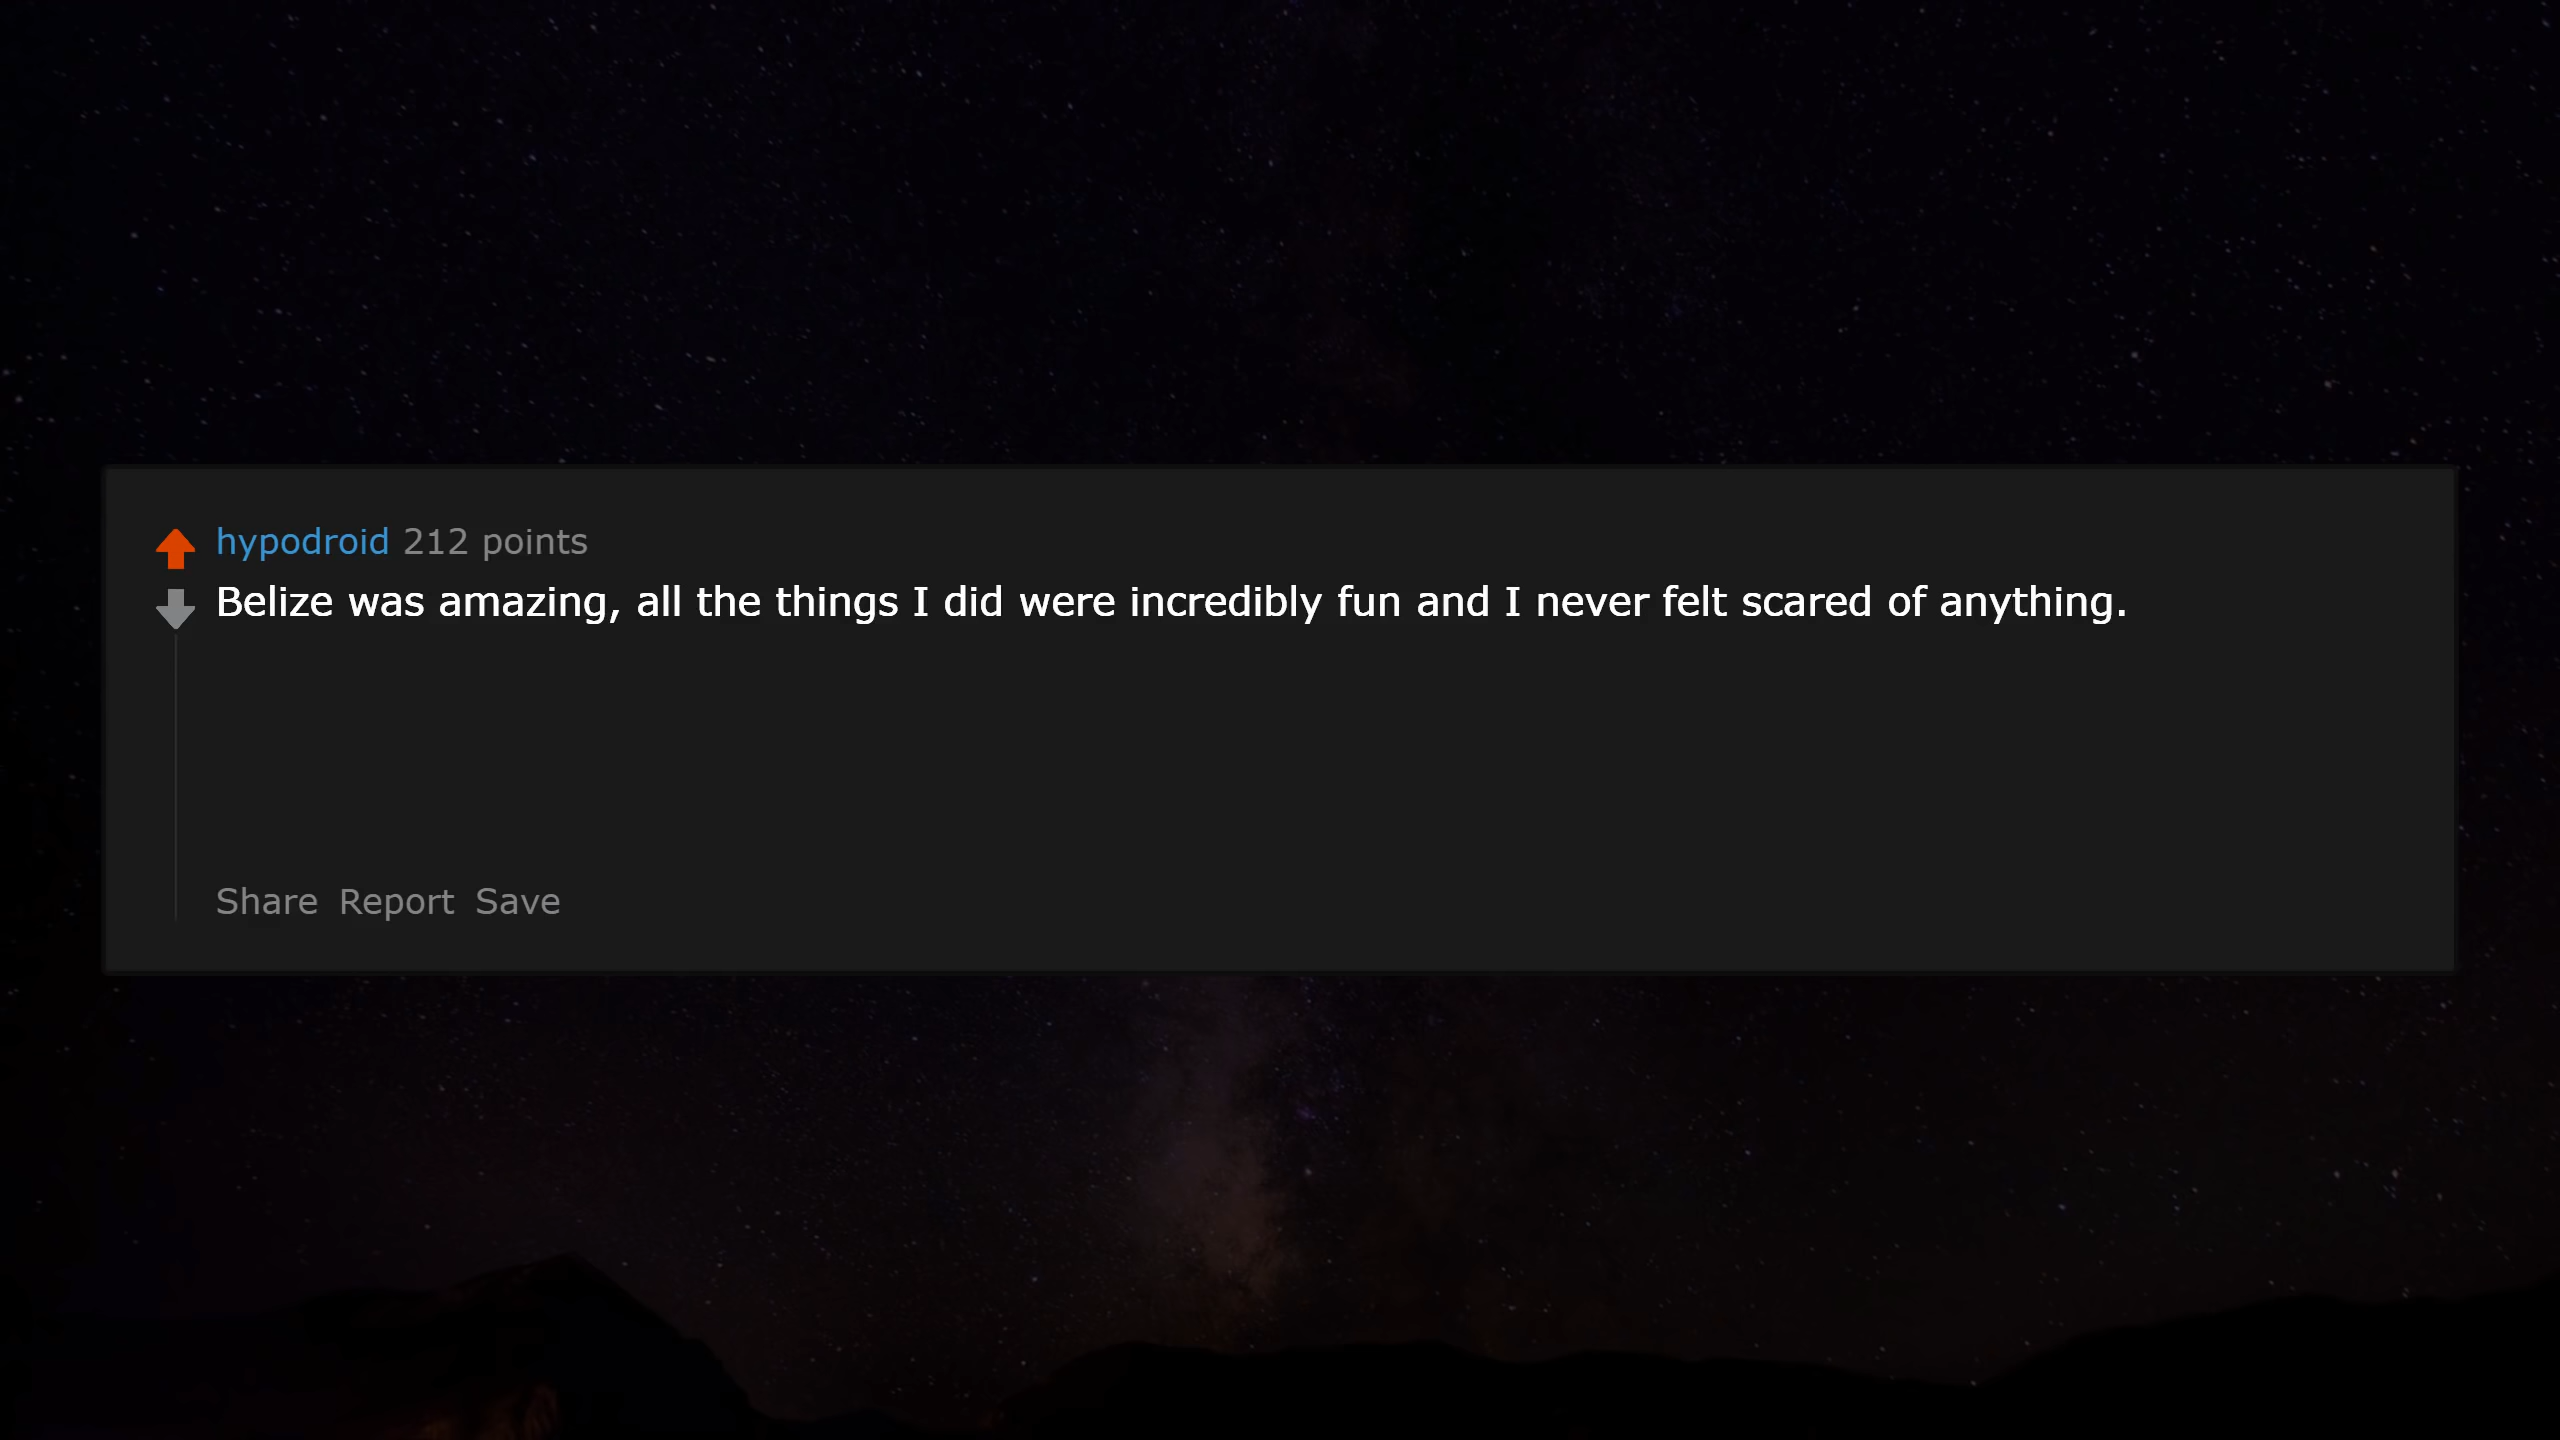 hypodroid 212 points
Belize was amazing, all the things I did were incredibly fun and I never felt scared of anything.
Share Report Save